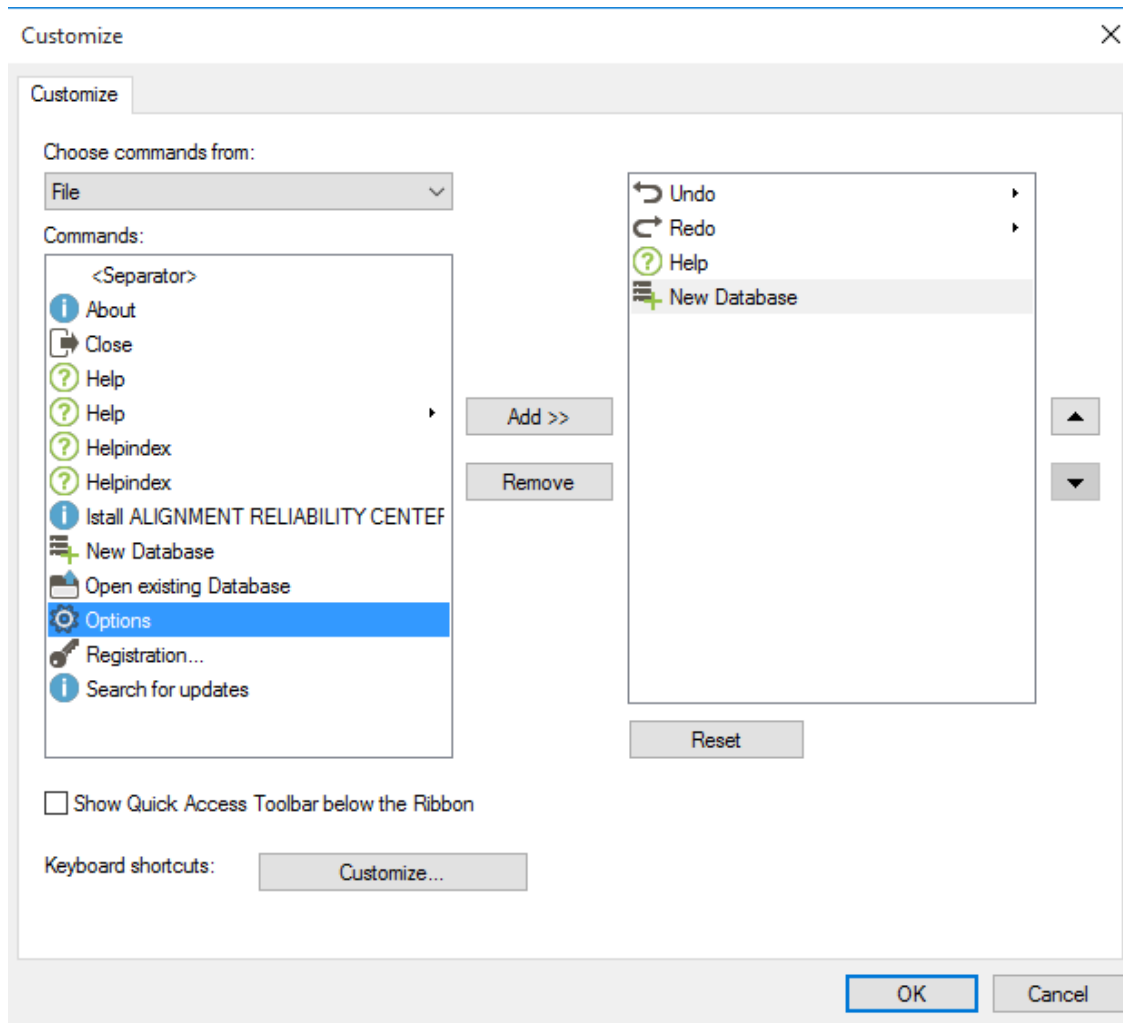 Customize
Customize
Choose commands from:
File
Commands:
<Separator>
About
Close
Help
Help
Helpindex
Helpindex
Istall ALIGNMENT RELIABILITY CENTER
New Database
Open existing Database
Options
Registration...
Search for updates
Add >>
Remove
Undo
Redo
Help
New Database
Reset
Show Quick Access Toolbar below the Ribbon
Keyboard shortcuts:
Customize...
OK
Cancel